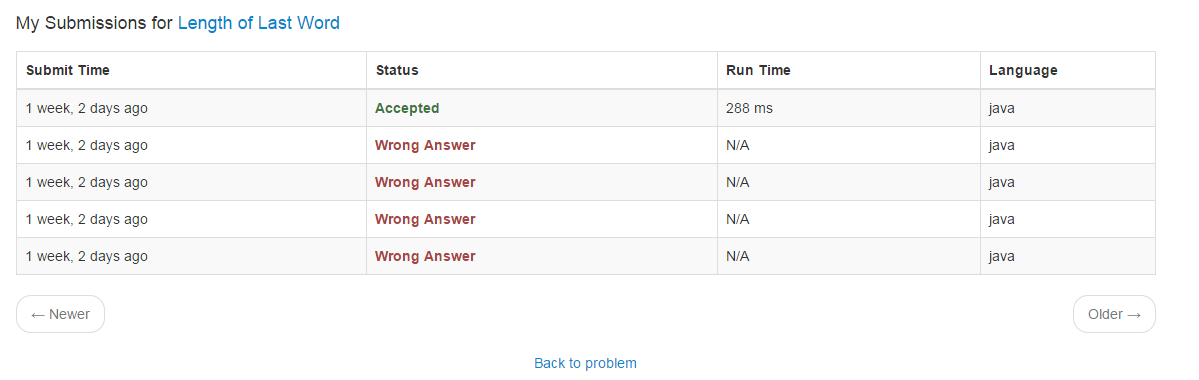 My Submissions for Length of Last Word
Submit Time Status Run Time Language
1 week, 2 days ago Accepted 288 ms java
1 week, 2 days ago Wrong Answer N/A java
1 week, 2 days ago Wrong Answer N/A java
1 week, 2 days ago Wrong Answer N/A java
1 week, 2 days ago Wrong Answer N/A java
← Newer Older →
Back to problem